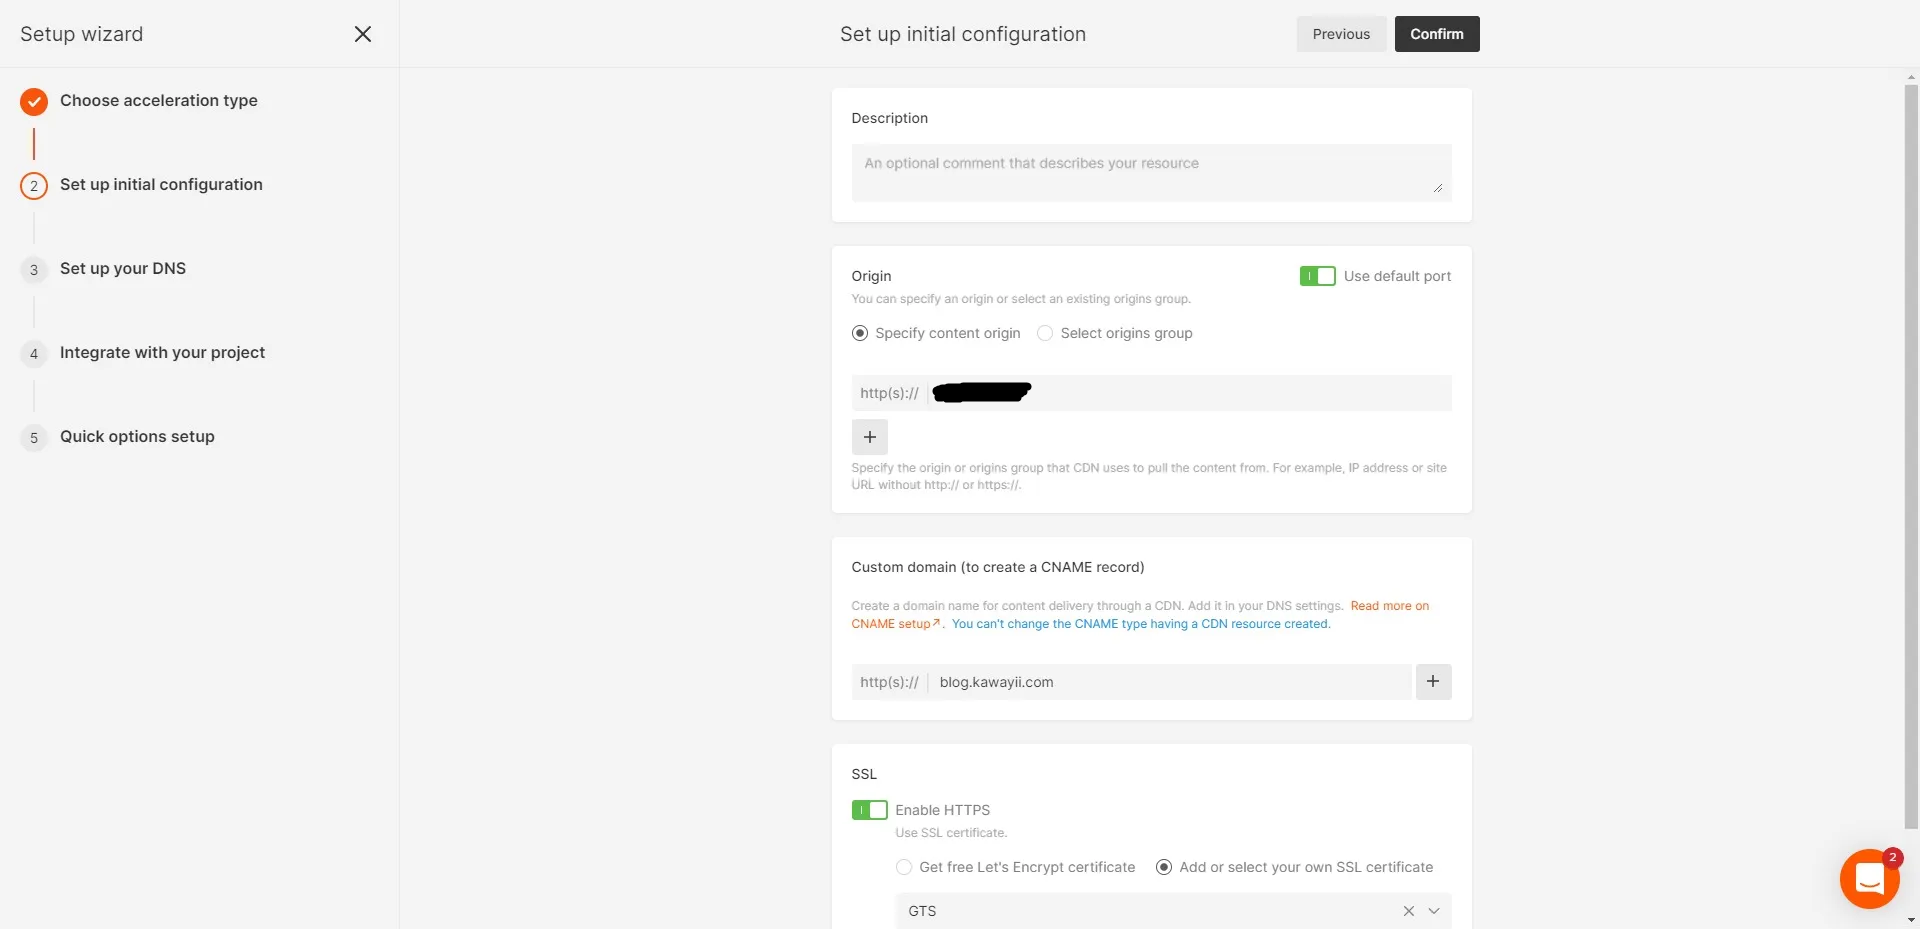 Setup wizard
Set up initial configuration
Previous
Confirm
Choose acceleration type
2 Set up initial configuration
3 Set up your DNS
4 Integrate with your project
5 Quick options setup
Description
An optional comment that describes your resource
Origin
Use default port
You can specify an origin or select an existing origins group.
Specify content origin
Select origins group
http(s)://
+
Specify the origin or origins group that CDN uses to pull the content from. For example, IP address or site
URL without http:// or https://.
Custom domain (to create a CNAME record)
Create a domain name for content delivery through a CDN. Add it in your DNS settings. Read more on
CNAME setup↗. You can't change the CNAME type having a CDN resource created.
http(s):// blog.kawayii.com +
SSL
Enable HTTPS
Use SSL certificate.
Get free Let's Encrypt certificate
Add or select your own SSL certificate
GTS
2